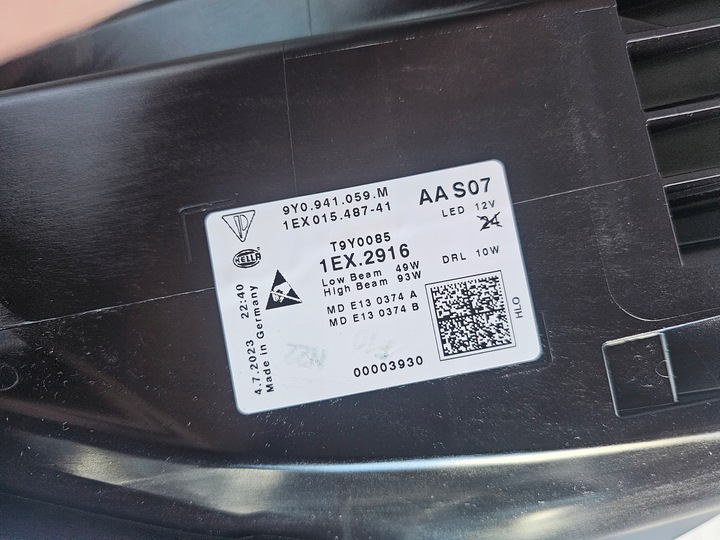 9Y0.941.059.M
1EX015.487-41
AA S07
LED 12V
24
HELLA
T9Y0085
1EX.2916
Low Beam 49W
High Beam 93W
DRL 10W
MD E13 0374 A
MD E13 0374 B
HLO
00003930
4.7.2023 22:40
Made in Germany